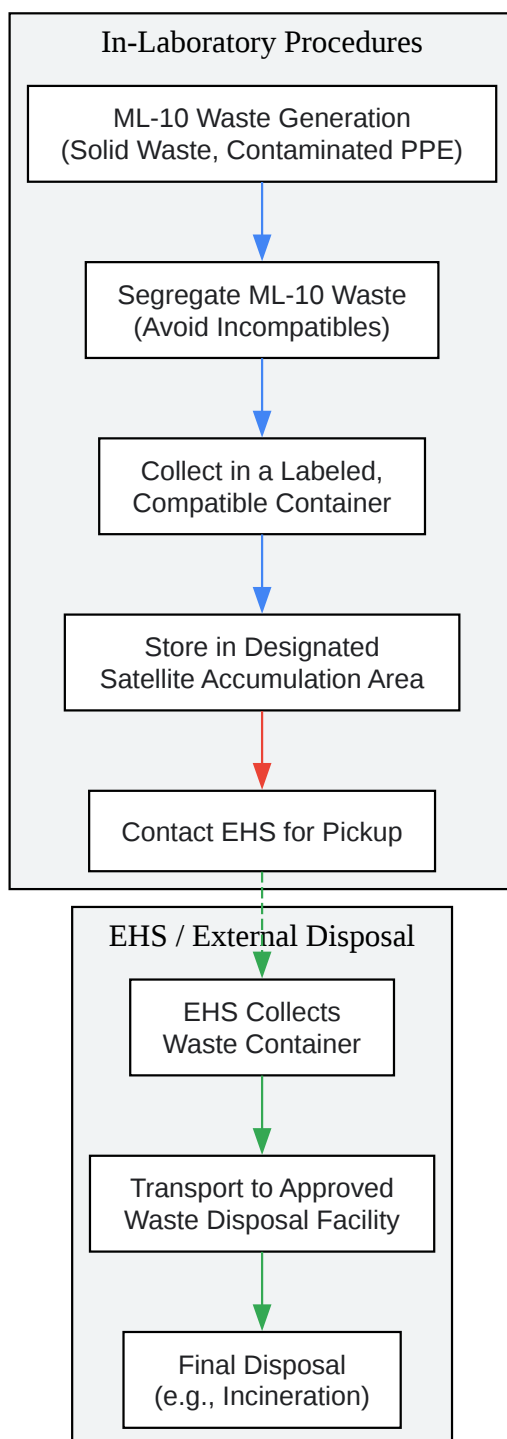 In-Laboratory Procedures
ML-10 Waste Generation
(Solid Waste, Contaminated PPE)
Segregate ML-10 Waste
(Avoid Incompatibles)
Collect in a Labeled,
Compatible Container
Store in Designated
Satellite Accumulation Area
Contact EHS for Pickup
EHS / External Disposal
EHS Collects
Waste Container
Transport to Approved
Waste Disposal Facility
Final Disposal
(e.g., Incineration)